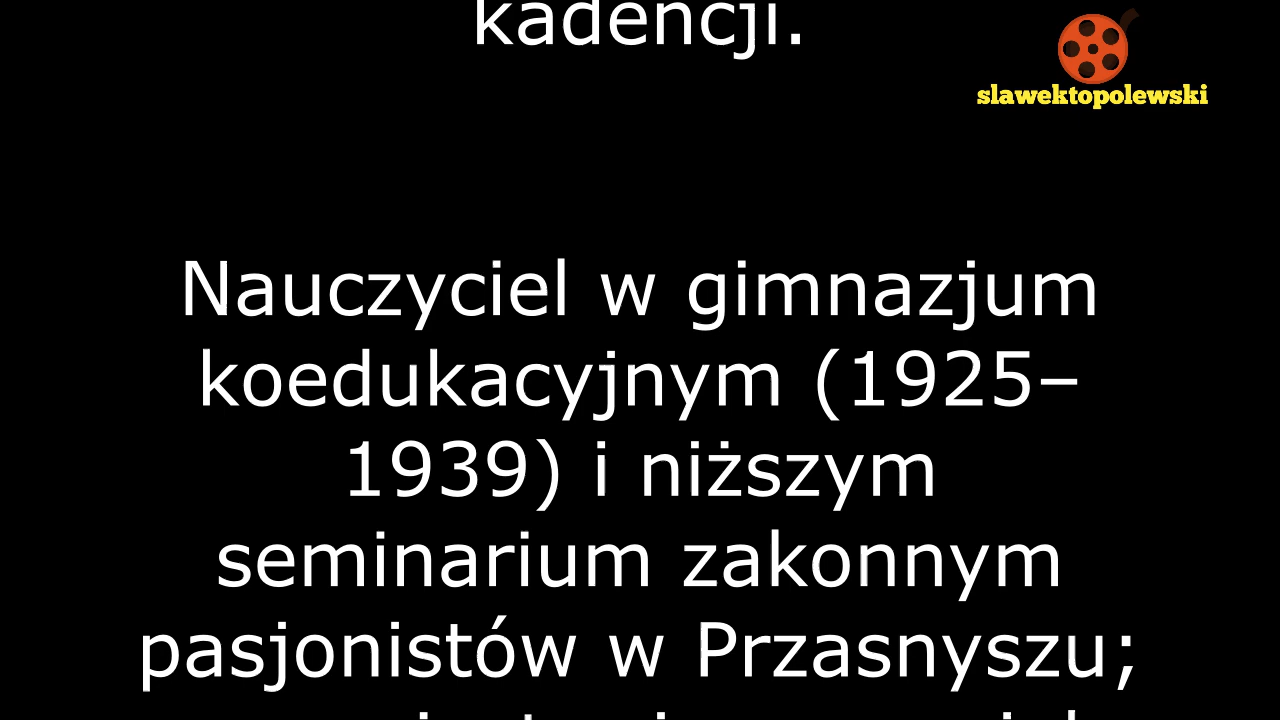 kadencji.
slawektopolewski
Nauczyciel w gimnazjum
koedukacyjnym (1925–
1939) i niższym
seminarium zakonnym
pasjonistów w Przasnyszu;